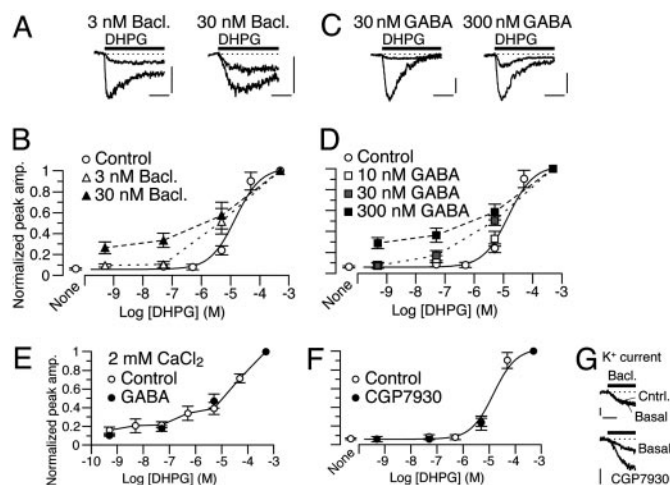 A
3 nM Bacl.
DHPG
30 nM Bacl.
DHPG
C
30 nM GABA
DHPG
300 nM GABA
DHPG
B
Normalized peak amp.
1
0.8
0.6
0.4
0.2
0
Control
3 nM Bacl.
30 nM Bacl.
None
-9 -8 -7 -6 -5 -4 -3
Log [DHPG] (M)
D
Control
10 nM GABA
30 nM GABA
300 nM GABA
None
-9 -8 -7 -6 -5 -4 -3
Log [DHPG] (M)
E
Normalized peak amp.
1
0.8
0.6
0.4
0.2
0
2 mM CaCl2
Control
GABA
-10 -9 -8 -7 -6 -5 -4 -3
Log [DHPG] (M)
F
Control
CGP7930
None
-9 -8 -7 -6 -5 -4 -3
Log [DHPG] (M)
G
K+ current
Bacl.
Cntrl.
Basal
Basal
CGP7930